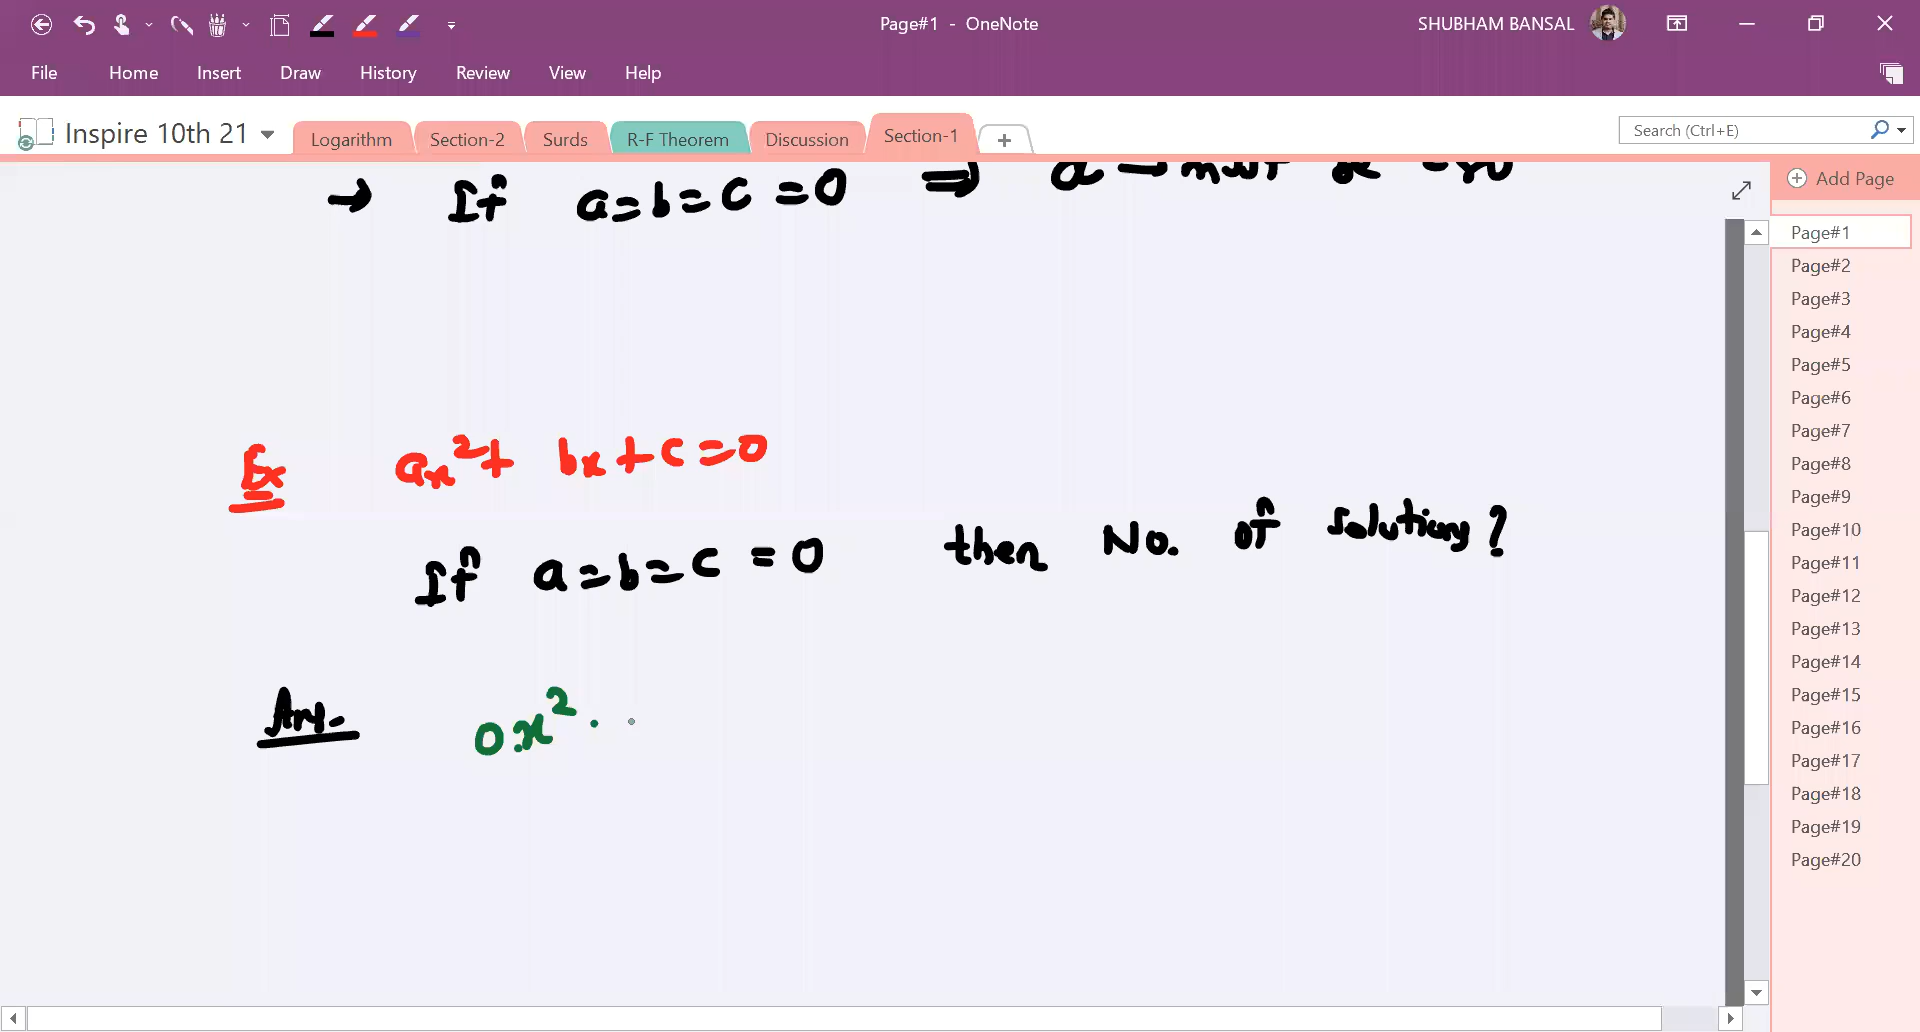 Page#1 - OneNote
SHUBHAM BANSAL
File Home Insert Draw History Review View Help
Inspire 10th 21
Logarithm Section-2 Surds R-F Theorem Discussion Section-1
Search (Ctrl+E)
Add Page
→ If a=b=c=0 ⇒
Ex ax²+ bx+c=0
If a=b=c=0 then No. of solutions?
Ans. 0.x²
Page#1
Page#2
Page#3
Page#4
Page#5
Page#6
Page#7
Page#8
Page#9
Page#10
Page#11
Page#12
Page#13
Page#14
Page#15
Page#16
Page#17
Page#18
Page#19
Page#20